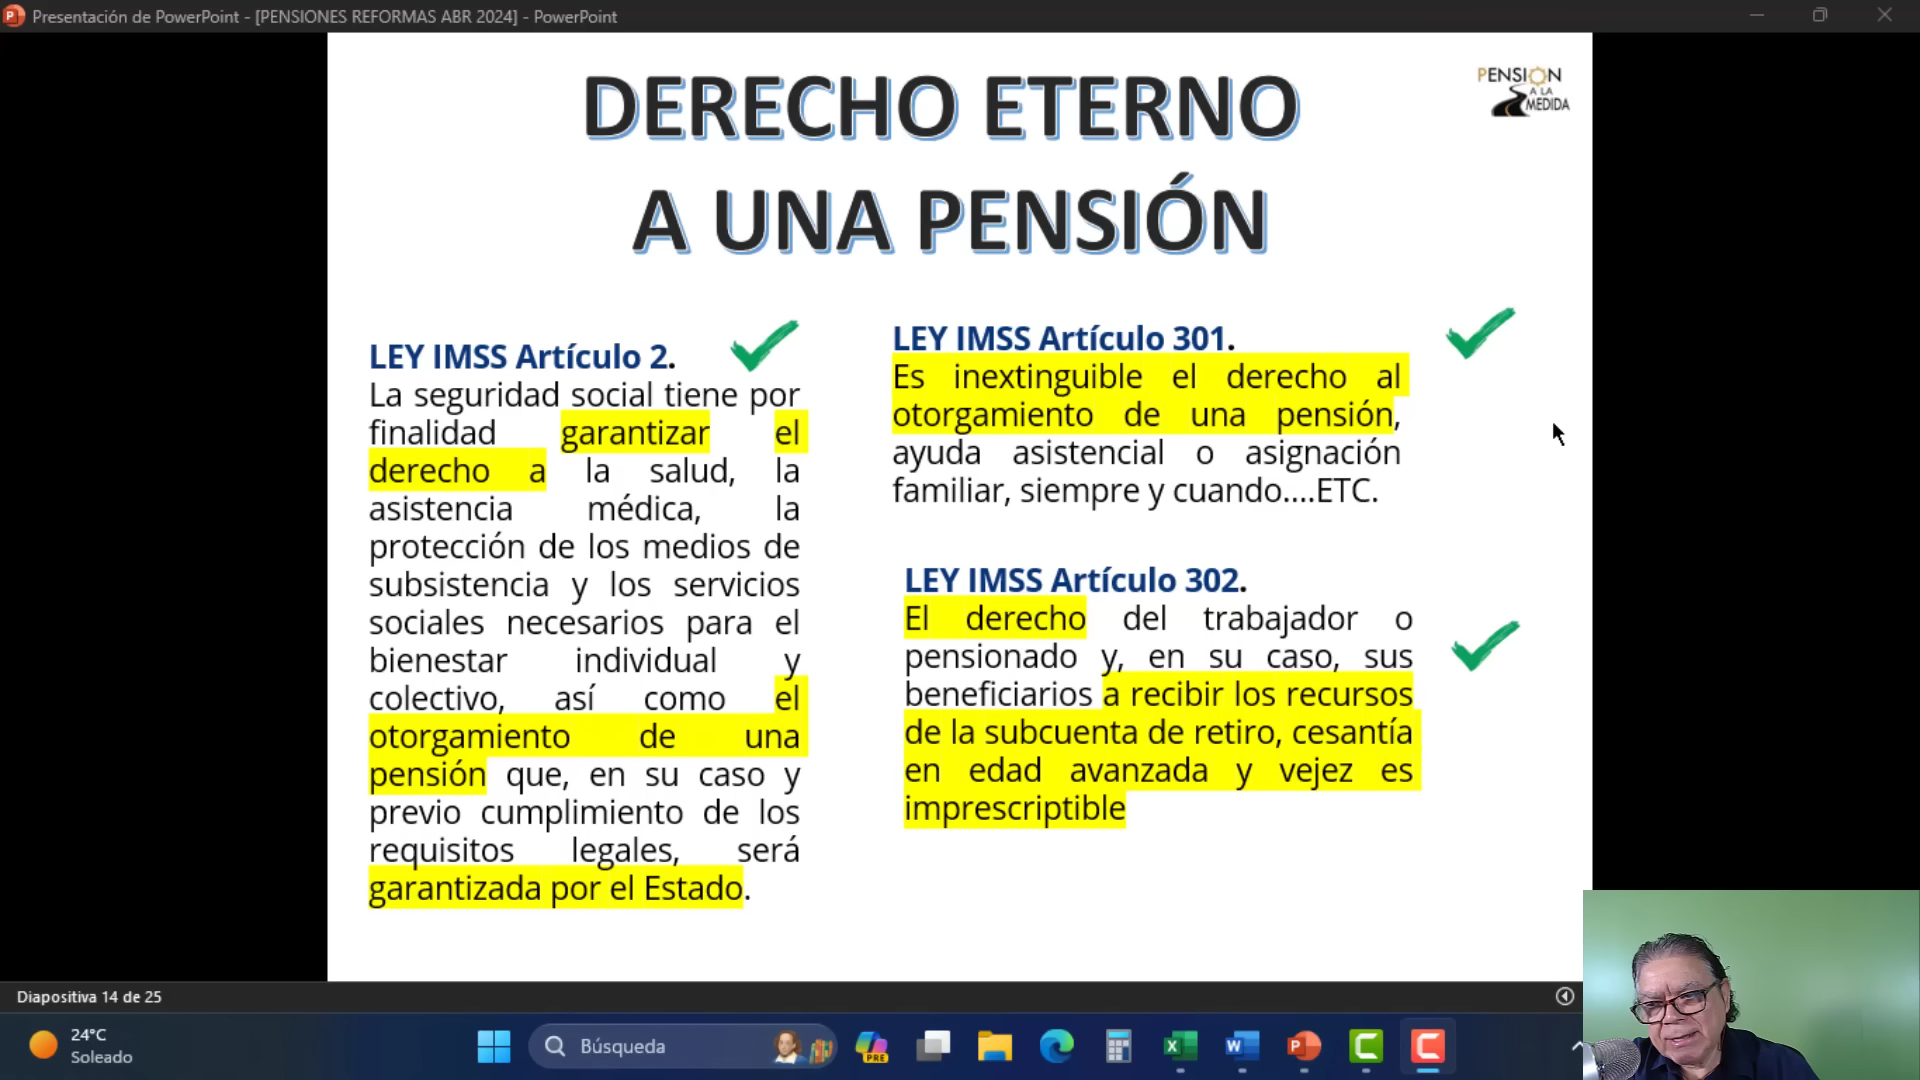 Presentación de PowerPoint - [PENSIONES REFORMAS ABR 2024] - PowerPoint
DERECHO ETERNO
A UNA PENSIÓN
PENSIÓN
A LA
MEDIDA
LEY IMSS Artículo 2.
La seguridad social tiene por
finalidad garantizar el
derecho a la salud, la
asistencia médica, la
protección de los medios de
subsistencia y los servicios
sociales necesarios para el
bienestar individual y
colectivo, así como el
otorgamiento de una
pensión que, en su caso y
previo cumplimiento de los
requisitos legales, será
garantizada por el Estado.
LEY IMSS Artículo 301.
Es inextinguible el derecho al
otorgamiento de una pensión,
ayuda asistencial o asignación
familiar, siempre y cuando....ETC.
LEY IMSS Artículo 302.
El derecho del trabajador o
pensionado y, en su caso, sus
beneficiarios a recibir los recursos
de la subcuenta de retiro, cesantía
en edad avanzada y vejez es
imprescriptible
Diapositiva 14 de 25
24°C
Soleado
Búsqueda
PRE